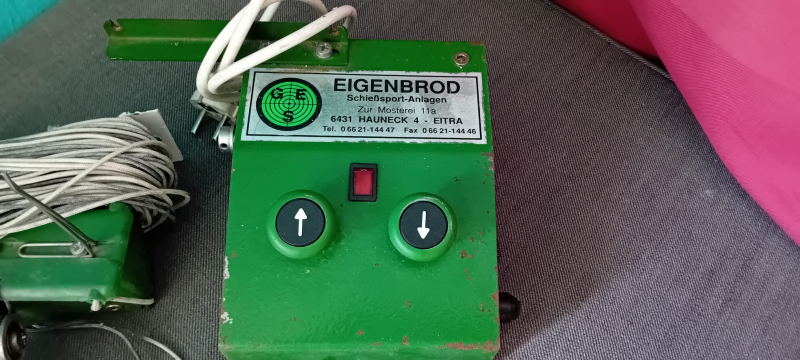 G E
S
EIGENBROD
Schießsport-Anlagen
Zur Mosterei 11a
6431 HAUNECK 4 - EITRA
Tel. 0 66 21-144 47 Fax 0 66 21-144 46